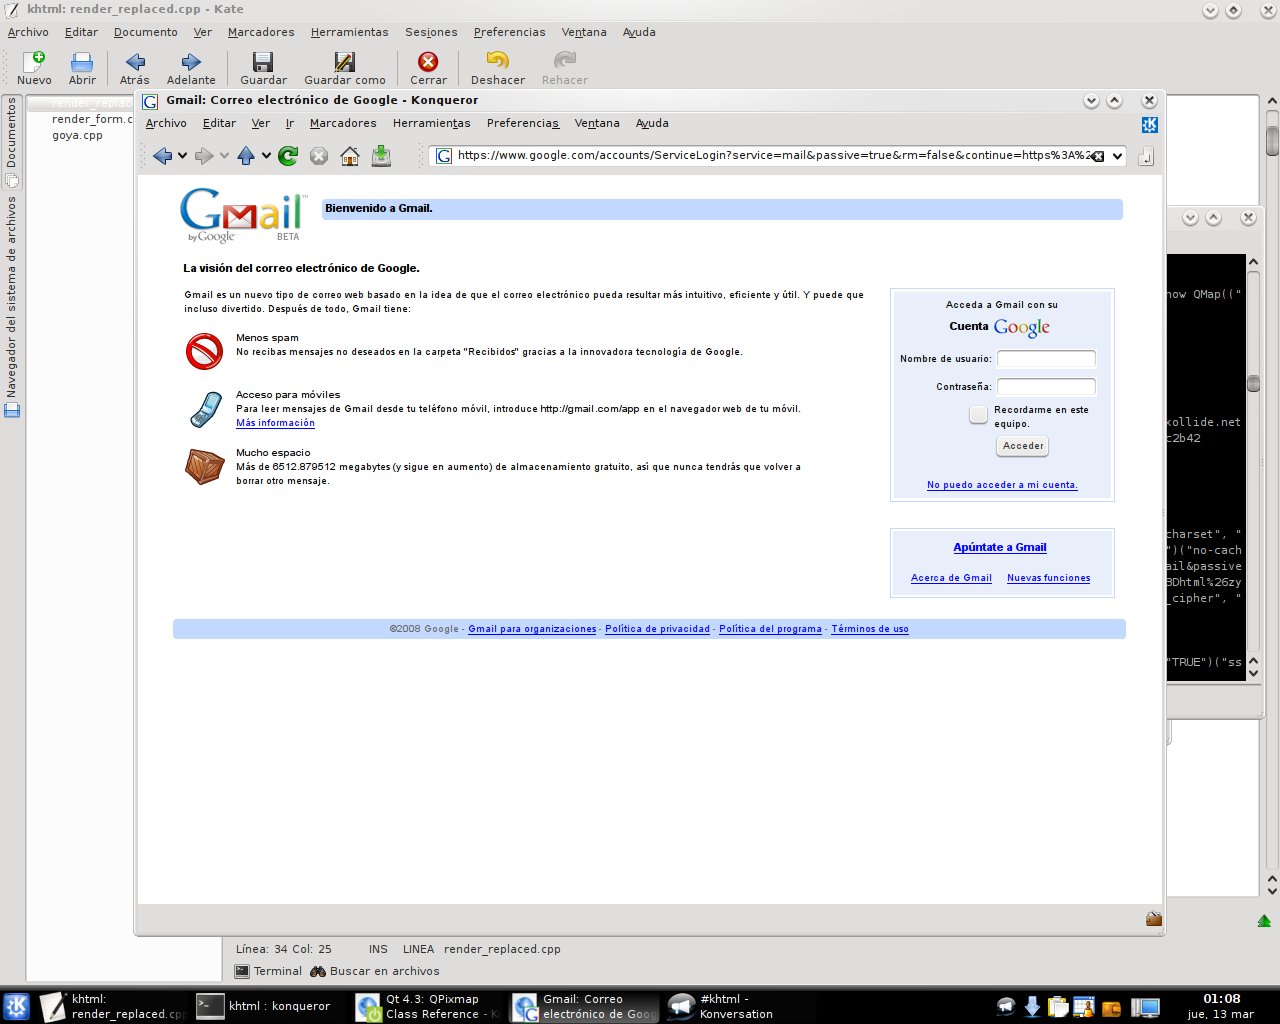 khtml: render_replaced.cpp - Kate
Archivo Editar Documento Ver Marcadores Herramientas Sesiones Preferencias Ventana Ayuda
Nuevo Abrir Atrás Adelante Guardar Guardar como Cerrar Deshacer Rehacer
Documentos
Navegador del sistema de archivos
render_replac
render_form.c
goya.cpp
Gmail: Correo electrónico de Google - Konqueror
Archivo Editar Ver Ir Marcadores Herramientas Preferencias Ventana Ayuda
https://www.google.com/accounts/ServiceLogin?service=mail&passive=true&rm=false&continue=https%3A%2
Gmail™
by Google BETA
Bienvenido a Gmail.
La visión del correo electrónico de Google.
Gmail es un nuevo tipo de correo web basado en la idea de que el correo electrónico pueda resultar más intuitivo, eficiente y útil. Y puede que
incluso divertido. Después de todo, Gmail tiene:
Menos spam
No recibas mensajes no deseados en la carpeta "Recibidos" gracias a la innovadora tecnología de Google.
Acceso para móviles
Para leer mensajes de Gmail desde tu teléfono móvil, introduce http://gmail.com/app en el navegador web de tu móvil.
Más información
Mucho espacio
Más de 6512.879512 megabytes (y sigue en aumento) de almacenamiento gratuito, así que nunca tendrás que volver a
borrar otro mensaje.
Acceda a Gmail con su
Cuenta Google
Nombre de usuario:
Contraseña:
Recordarme en este
equipo.
Acceder
No puedo acceder a mi cuenta.
Apúntate a Gmail
Acerca de Gmail Nuevas funciones
©2008 Google - Gmail para organizaciones - Política de privacidad - Política del programa - Términos de uso
now QMap(("
kollide.net
c2b42
charset", "
")("no-cach
ail&passive
3Dhtml%26zy
_cipher", "
"TRUE")("ss
Línea: 34 Col: 25 INS LINEA render_replaced.cpp
Terminal Buscar en archivos
khtml:
render_replaced.cp
khtml : konqueror
Qt 4.3: QPixmap
Class Reference - K
Gmail: Correo
electrónico de Goo
#khtml -
Konversation
01:08
jue, 13 mar